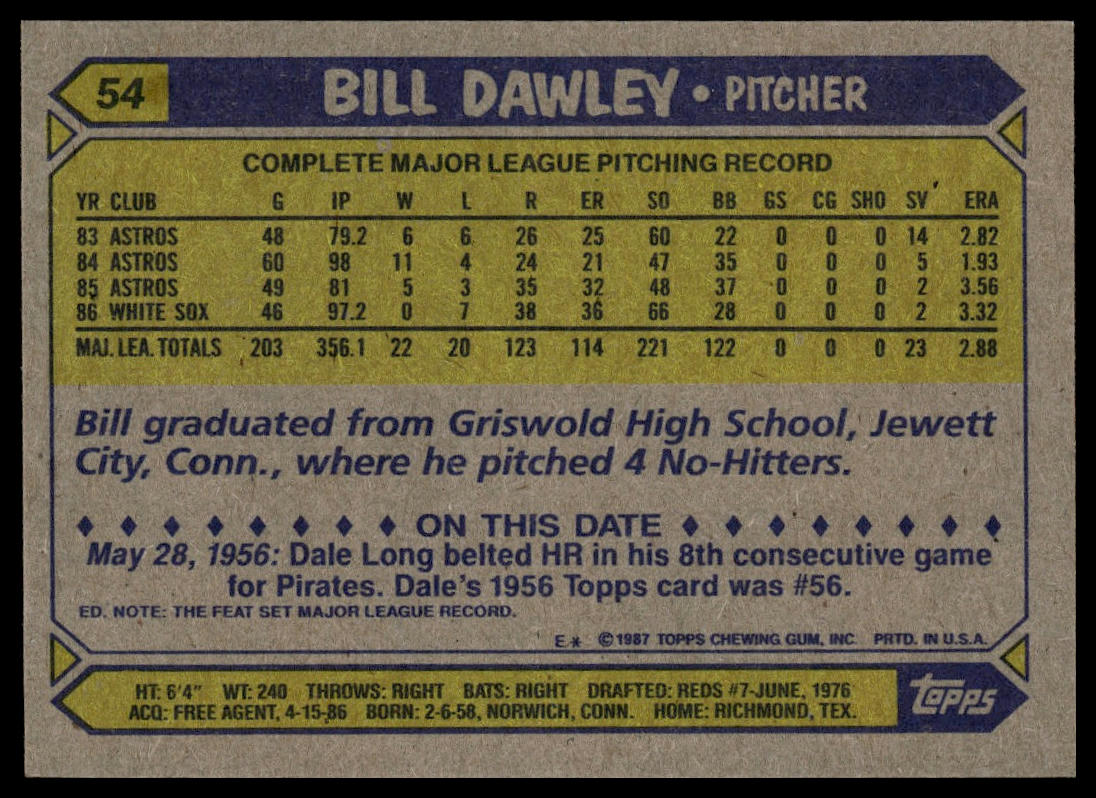 54
BILL DAWLEY • PITCHER
COMPLETE MAJOR LEAGUE PITCHING RECORD
YR CLUB G IP W L R ER SO BB GS CG SHO SV ERA
83 ASTROS 48 79.2 6 6 26 25 60 22 0 0 0 14 2.82
84 ASTROS 60 98 11 4 24 21 47 35 0 0 0 5 1.93
85 ASTROS 49 81 5 3 35 32 48 37 0 0 0 2 3.56
86 WHITE SOX 46 97.2 0 7 38 36 66 28 0 0 0 2 3.32
MAJ. LEA. TOTALS 203 356.1 22 20 123 114 221 122 0 0 0 23 2.88
Bill graduated from Griswold High School, Jewett
City, Conn., where he pitched 4 No-Hitters.
♦ ♦ ♦ ♦ ♦ ♦ ♦ ♦ ON THIS DATE ♦ ♦ ♦ ♦ ♦ ♦ ♦ ♦
May 28, 1956: Dale Long belted HR in his 8th consecutive game
for Pirates. Dale's 1956 Topps card was #56.
ED. NOTE: THE FEAT SET MAJOR LEAGUE RECORD.
E* © 1987 TOPPS CHEWING GUM, INC. PRTD. IN U.S.A.
HT: 6'4" WT: 240 THROWS: RIGHT BATS: RIGHT DRAFTED: REDS #7-JUNE, 1976
ACQ: FREE AGENT, 4-15-86 BORN: 2-6-58, NORWICH, CONN. HOME: RICHMOND, TEX.
topps